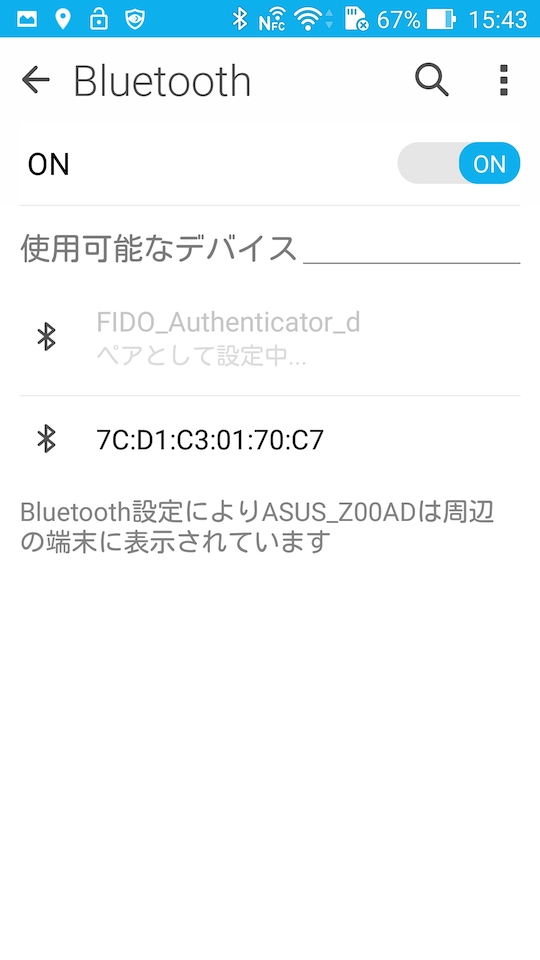 NFC 67% 15:43
Bluetooth
ON
ON
使用可能なデバイス
FIDO_Authenticator_d
ペアとして設定中...
7C:D1:C3:01:70:C7
Bluetooth設定によりASUS_Z00ADは周辺
の端末に表示されています